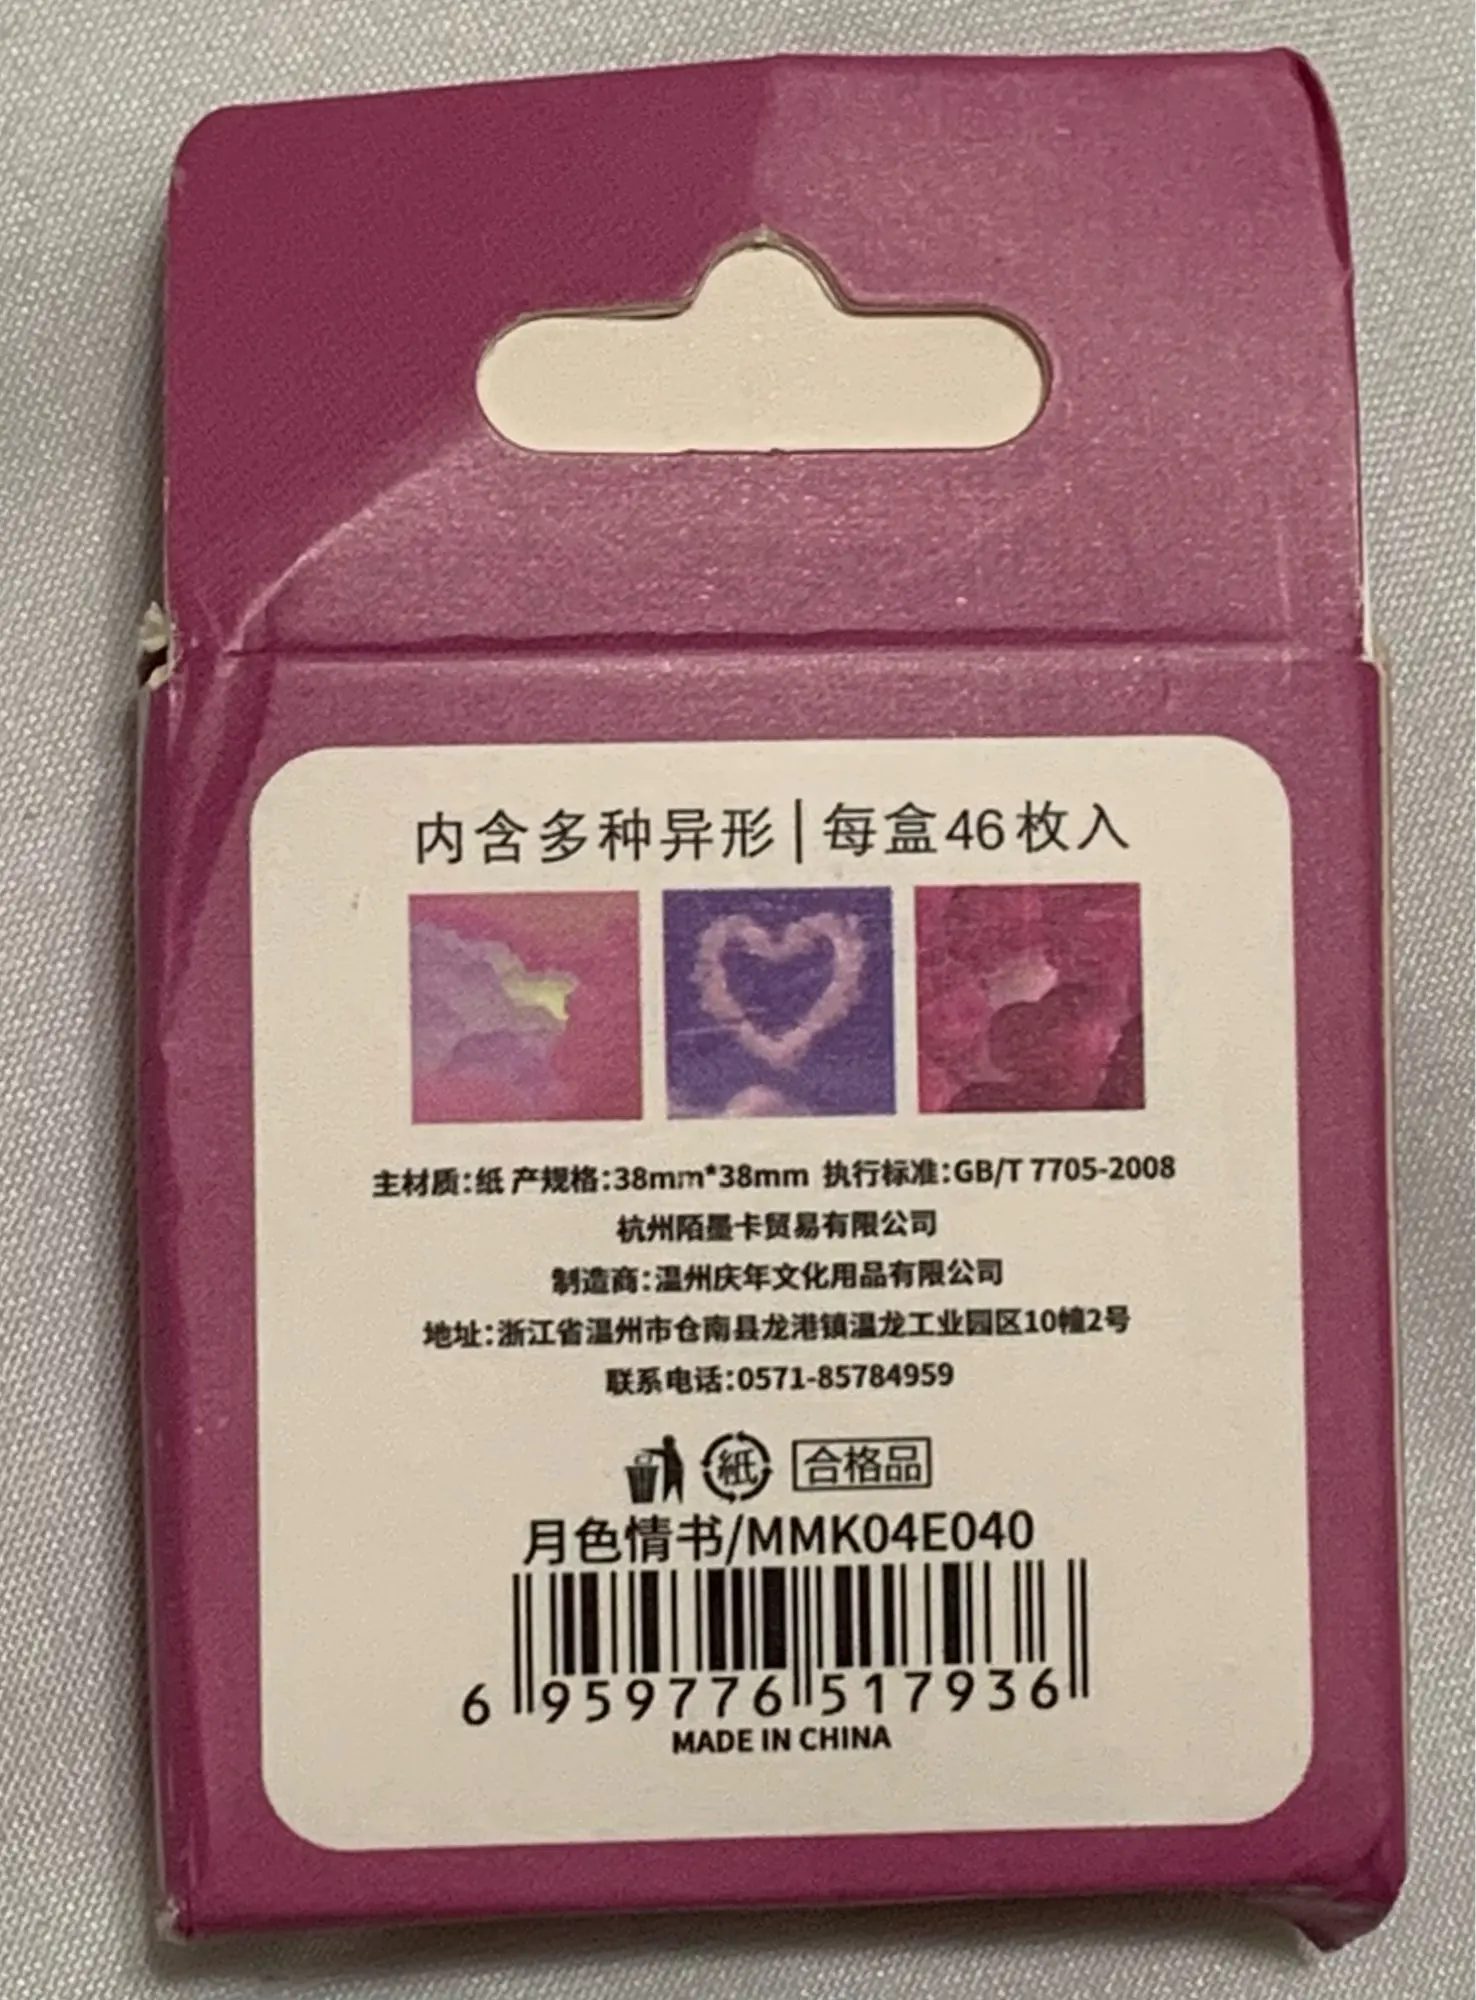 内含多种异形|每盒46枚入
主材质:纸 产规格:38mm*38mm 执行标准:GB/T 7705-2008
杭州陌墨卡贸易有限公司
制造商:温州庆年文化用品有限公司
地址:浙江省温州市仓南县龙港镇温龙工业园区10幢2号
联系电话:0571-85784959
紙 合格品
月色情书/MMK04E040
6 959776 517936
MADE IN CHINA